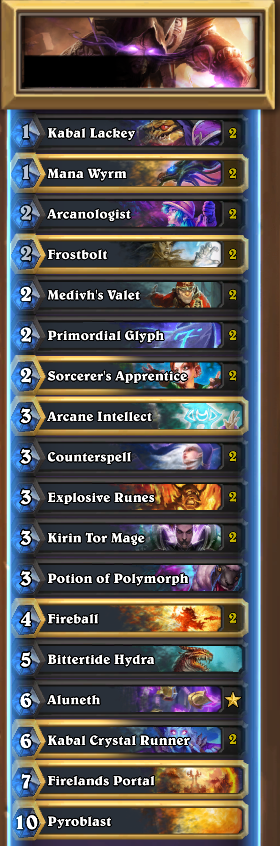 1 Kabal Lackey 2
1 Mana Wyrm 2
2 Arcanologist 2
2 Frostbolt 2
2 Medivh's Valet 2
2 Primordial Glyph 2
2 Sorcerer's Apprentice 2
3 Arcane Intellect
3 Counterspell 2
3 Explosive Runes 2
3 Kirin Tor Mage 2
3 Potion of Polymorph
4 Fireball 2
5 Bittertide Hydra
6 Aluneth
6 Kabal Crystal Runner 2
7 Firelands Portal
10 Pyroblast